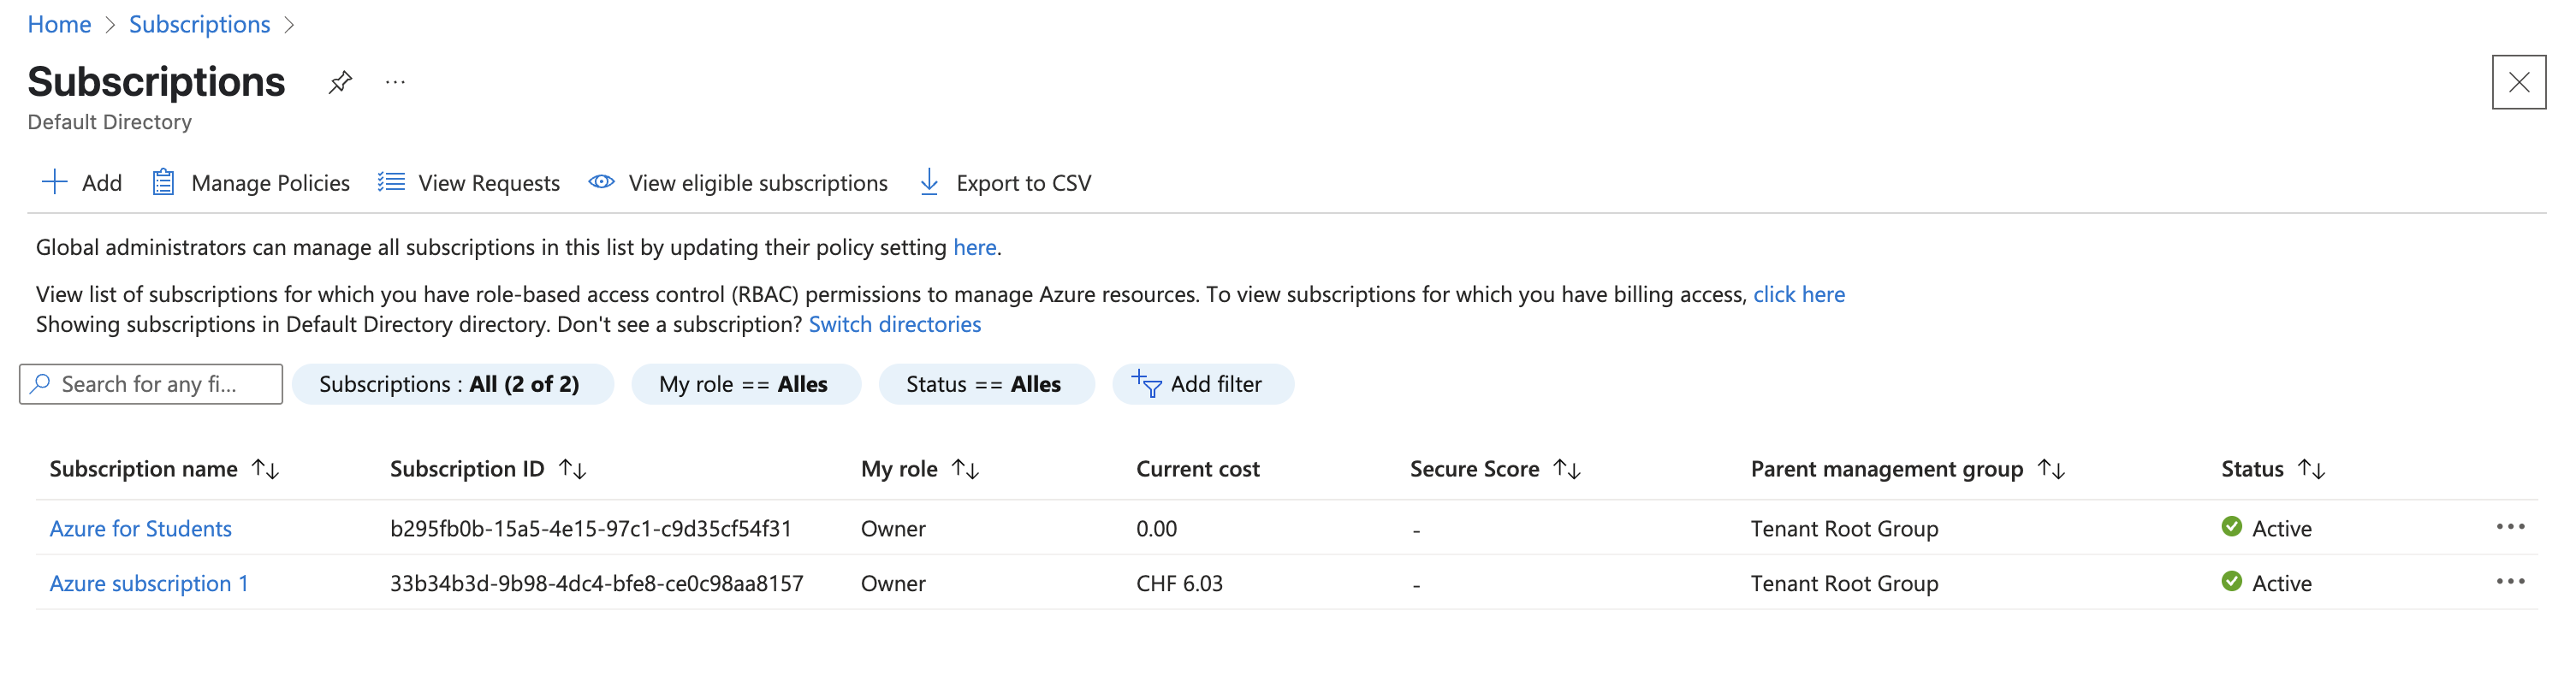 Home > Subscriptions >
Subscriptions ...
Default Directory
Add Manage Policies View Requests View eligible subscriptions Export to CSV
Global administrators can manage all subscriptions in this list by updating their policy setting here.
View list of subscriptions for which you have role-based access control (RBAC) permissions to manage Azure resources. To view subscriptions for which you have billing access, click here
Showing subscriptions in Default Directory directory. Don't see a subscription? Switch directories
Search for any fi... Subscriptions : All (2 of 2) My role == Alles Status == Alles Add filter
Subscription name ↑↓ Subscription ID ↑↓ My role ↑↓ Current cost Secure Score ↑↓ Parent management group ↑↓ Status ↑↓
Azure for Students b295fb0b-15a5-4e15-97c1-c9d35cf54f31 Owner 0.00 - Tenant Root Group Active ...
Azure subscription 1 33b34b3d-9b98-4dc4-bfe8-ce0c98aa8157 Owner CHF 6.03 - Tenant Root Group Active ...